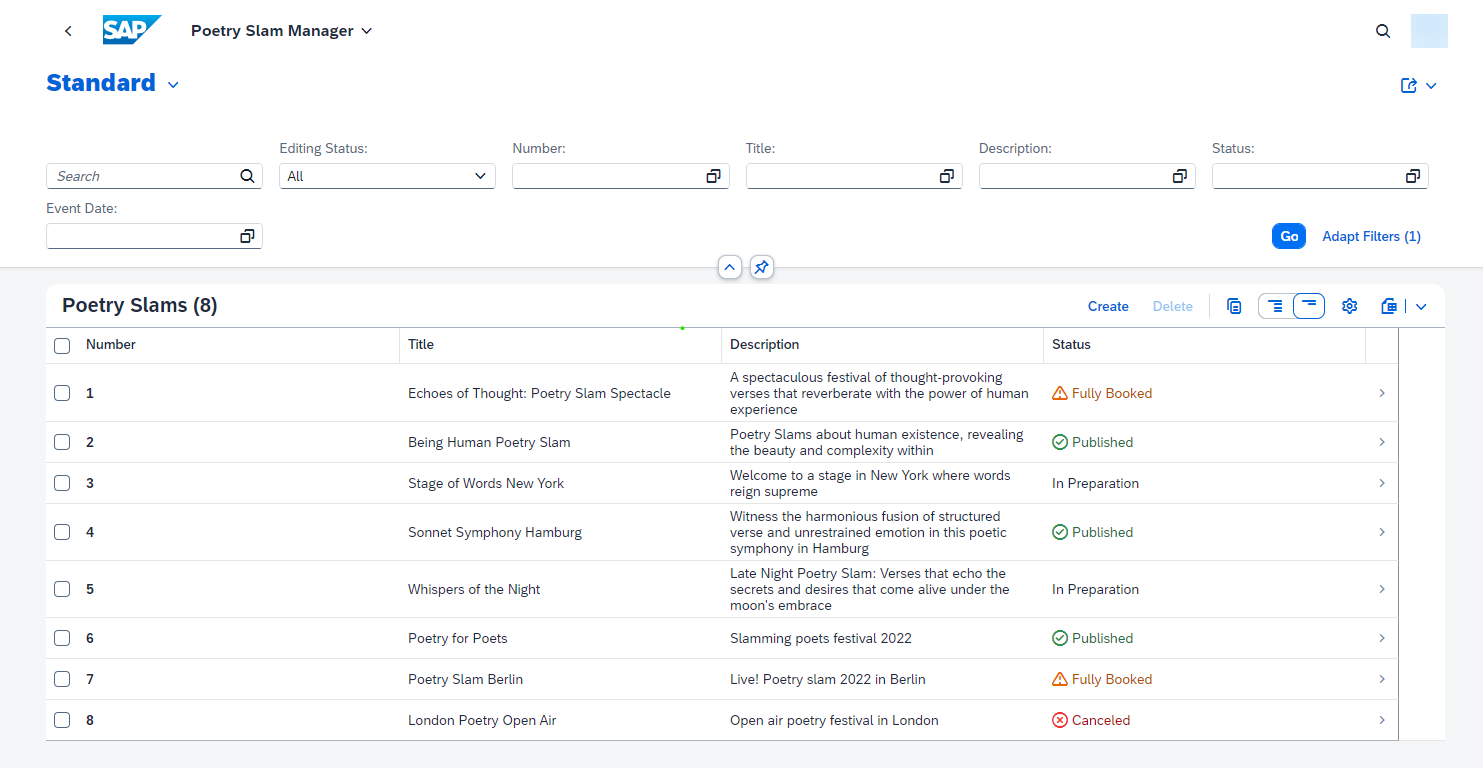 SAP Poetry Slam Manager
Standard
Editing Status: Number: Title: Description: Status:
Search All
Event Date:
Go Adapt Filters (1)
Poetry Slams (8) Create Delete
Number Title Description Status
1 Echoes of Thought: Poetry Slam Spectacle A spectaculous festival of thought-provoking
verses that reverberate with the power of human
experience Fully Booked
2 Being Human Poetry Slam Poetry Slams about human existence, revealing
the beauty and complexity within Published
3 Stage of Words New York Welcome to a stage in New York where words
reign supreme In Preparation
4 Sonnet Symphony Hamburg Witness the harmonious fusion of structured
verse and unrestrained emotion in this poetic
symphony in Hamburg Published
5 Whispers of the Night Late Night Poetry Slam: Verses that echo the
secrets and desires that come alive under the
moon's embrace In Preparation
6 Poetry for Poets Slamming poets festival 2022 Published
7 Poetry Slam Berlin Live! Poetry slam 2022 in Berlin Fully Booked
8 London Poetry Open Air Open air poetry festival in London Canceled